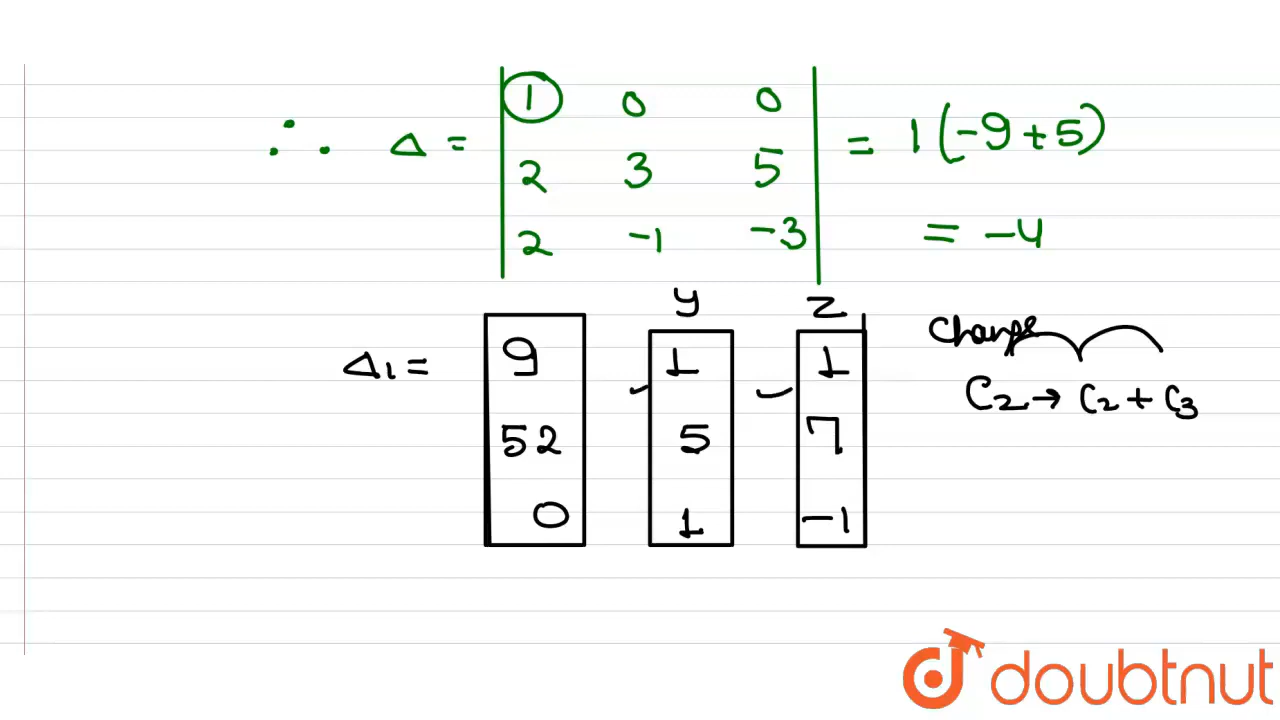 ∴ Δ = | 1 0 0 | = 1(-9+5)
| 2 3 5 |
| 2 -1 -3 | = -4
y z
Δ1 = 9 1 1 Change
C2 → C2 + C3
52 5 7
0 1 -1
doubtnut